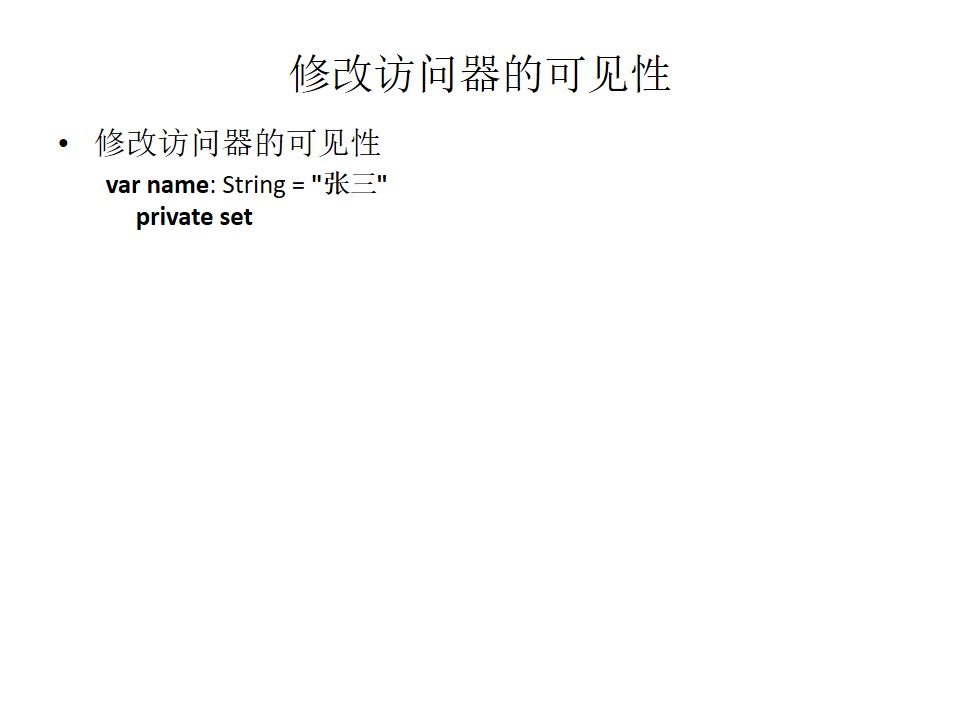 修改访问器的可见性
• 修改访问器的可见性
var name: String = "张三"
private set